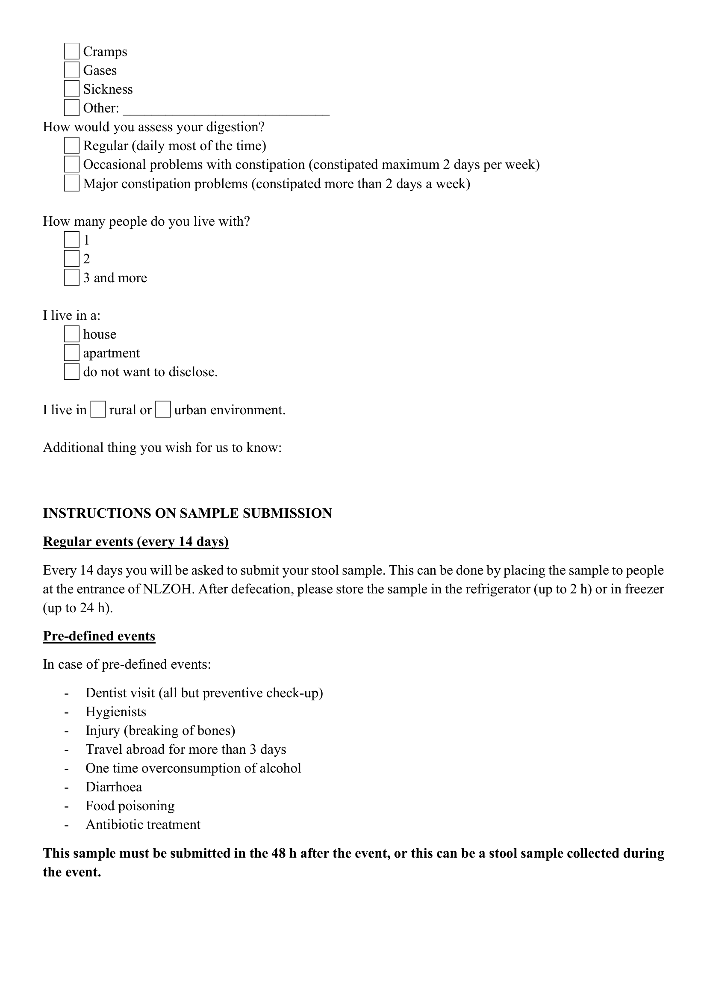 Cramps
Gases
Sickness
Other: _____________________________
How would you assess your digestion?
Regular (daily most of the time)
Occasional problems with constipation (constipated maximum 2 days per week)
Major constipation problems (constipated more than 2 days a week)
How many people do you live with?
1
2
3 and more
I live in a:
house
apartment
do not want to disclose.
I live in rural or urban environment.
Additional thing you wish for us to know:
INSTRUCTIONS ON SAMPLE SUBMISSION
Regular events (every 14 days)
Every 14 days you will be asked to submit your stool sample. This can be done by placing the sample to people
at the entrance of NLZOH. After defecation, please store the sample in the refrigerator (up to 2 h) or in freezer
(up to 24 h).
Pre-defined events
In case of pre-defined events:
- Dentist visit (all but preventive check-up)
- Hygienists
- Injury (breaking of bones)
- Travel abroad for more than 3 days
- One time overconsumption of alcohol
- Diarrhoea
- Food poisoning
- Antibiotic treatment
This sample must be submitted in the 48 h after the event, or this can be a stool sample collected during
the event.